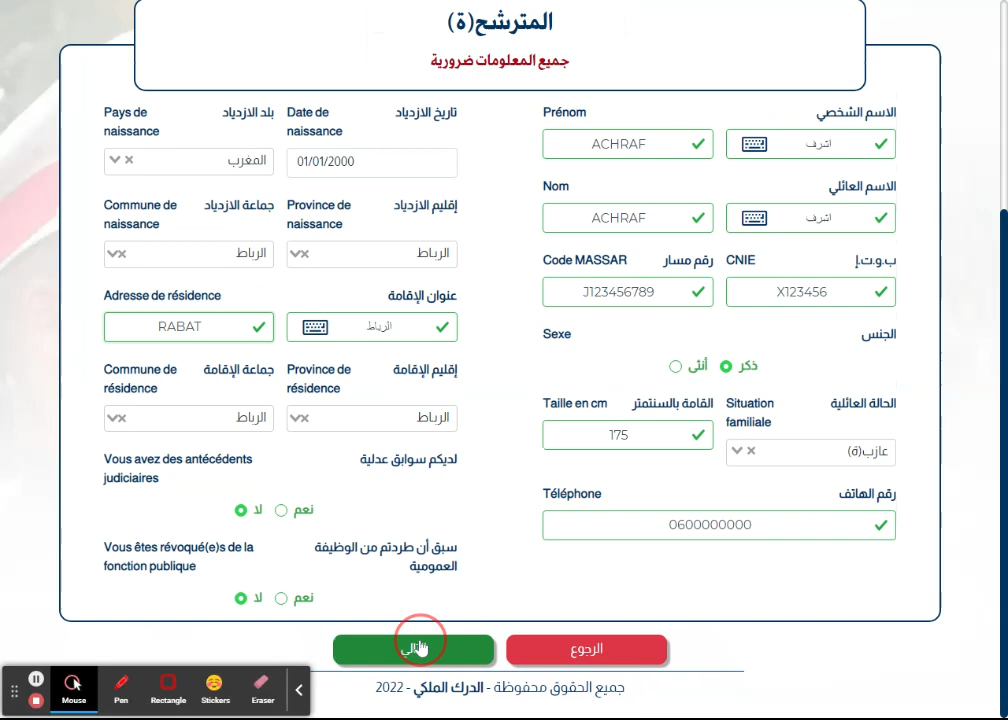 المترشح(ة)
جميع المعلومات ضرورية
Prénom الاسم الشخصي
ACHRAF اشرف
Nom الاسم العائلي
ACHRAF اشرف
Code MASSAR رقم مسار CNIE ب.و.ت.إ
J123456789 X123456
Sexe الجنس
أنثى ذكر
Taille en cm القامة بالسنتمتر Situation familiale الحالة العائلية
175 عازب(ة)
Téléphone رقم الهاتف
0600000000
Pays de naissance بلد الازدياد Date de naissance تاريخ الازدياد
المغرب 01/01/2000
Commune de naissance جماعة الازدياد Province de naissance إقليم الازدياد
الرباط الرباط
Adresse de résidence عنوان الإقامة
RABAT الرباط
Commune de résidence جماعة الإقامة Province de résidence إقليم الإقامة
الرباط الرباط
Vous avez des antécédents لديكم سوابق عدلية
judiciaires
لا نعم
Vous êtes révoqué(e)s de la سبق أن طردتم من الوظيفة
fonction publique العمومية
لا نعم
الرجوع
جميع الحقوق محفوظة - الدرك الملكي - 2022
Mouse Pen Rectangle Stickers Eraser